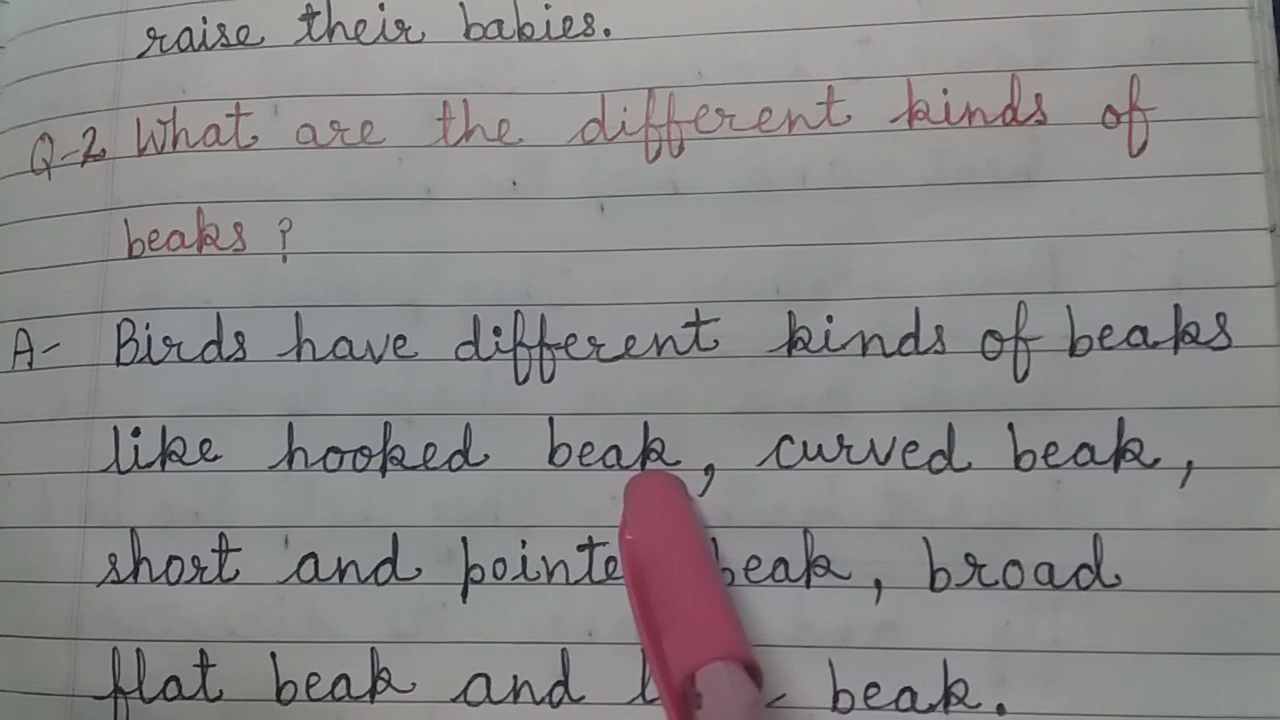 raise their babies.
Q-2 What are the different kinds of
beaks?
A- Birds have different kinds of beaks
like hooked beak, curved beak,
short and pointe beak, broad
flat beak and beak.